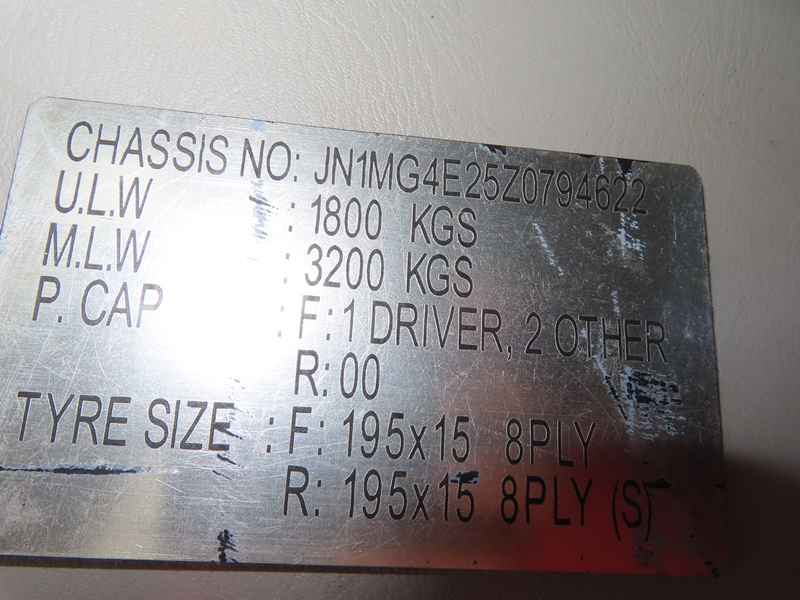 CHASSIS NO: JN1MG4E25Z0794622
U.L.W : 1800 KGS
M.L.W : 3200 KGS
P. CAP : F: 1 DRIVER, 2 OTHER
R: 00
TYRE SIZE : F: 195x15 8PLY
R: 195x15 8PLY (S)